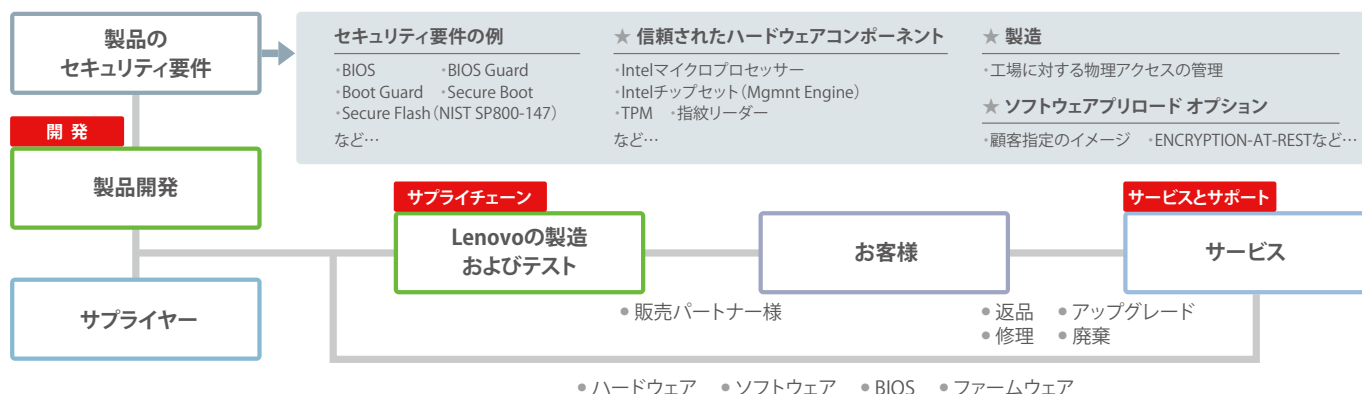 製品の
セキュリティ要件
セキュリティ要件の例
・BIOS ・BIOS Guard
・Boot Guard ・Secure Boot
・Secure Flash(NIST SP800-147)
など…
★ 信頼されたハードウェアコンポーネント
・Intelマイクロプロセッサー
・Intelチップセット(Mgmnt Engine)
・TPM ・指紋リーダー
など…
★ 製造
・工場に対する物理アクセスの管理
★ ソフトウェアプリロード オプション
・顧客指定のイメージ ・ENCRYPTION-AT-RESTなど…
開 発
製品開発
サプライヤー
サプライチェーン
Lenovoの製造
およびテスト
● 販売パートナー様
お客様
サービスとサポート
サービス
● 返品 ● アップグレード
● 修理 ● 廃棄
● ハードウェア ● ソフトウェア ● BIOS ● ファームウェア